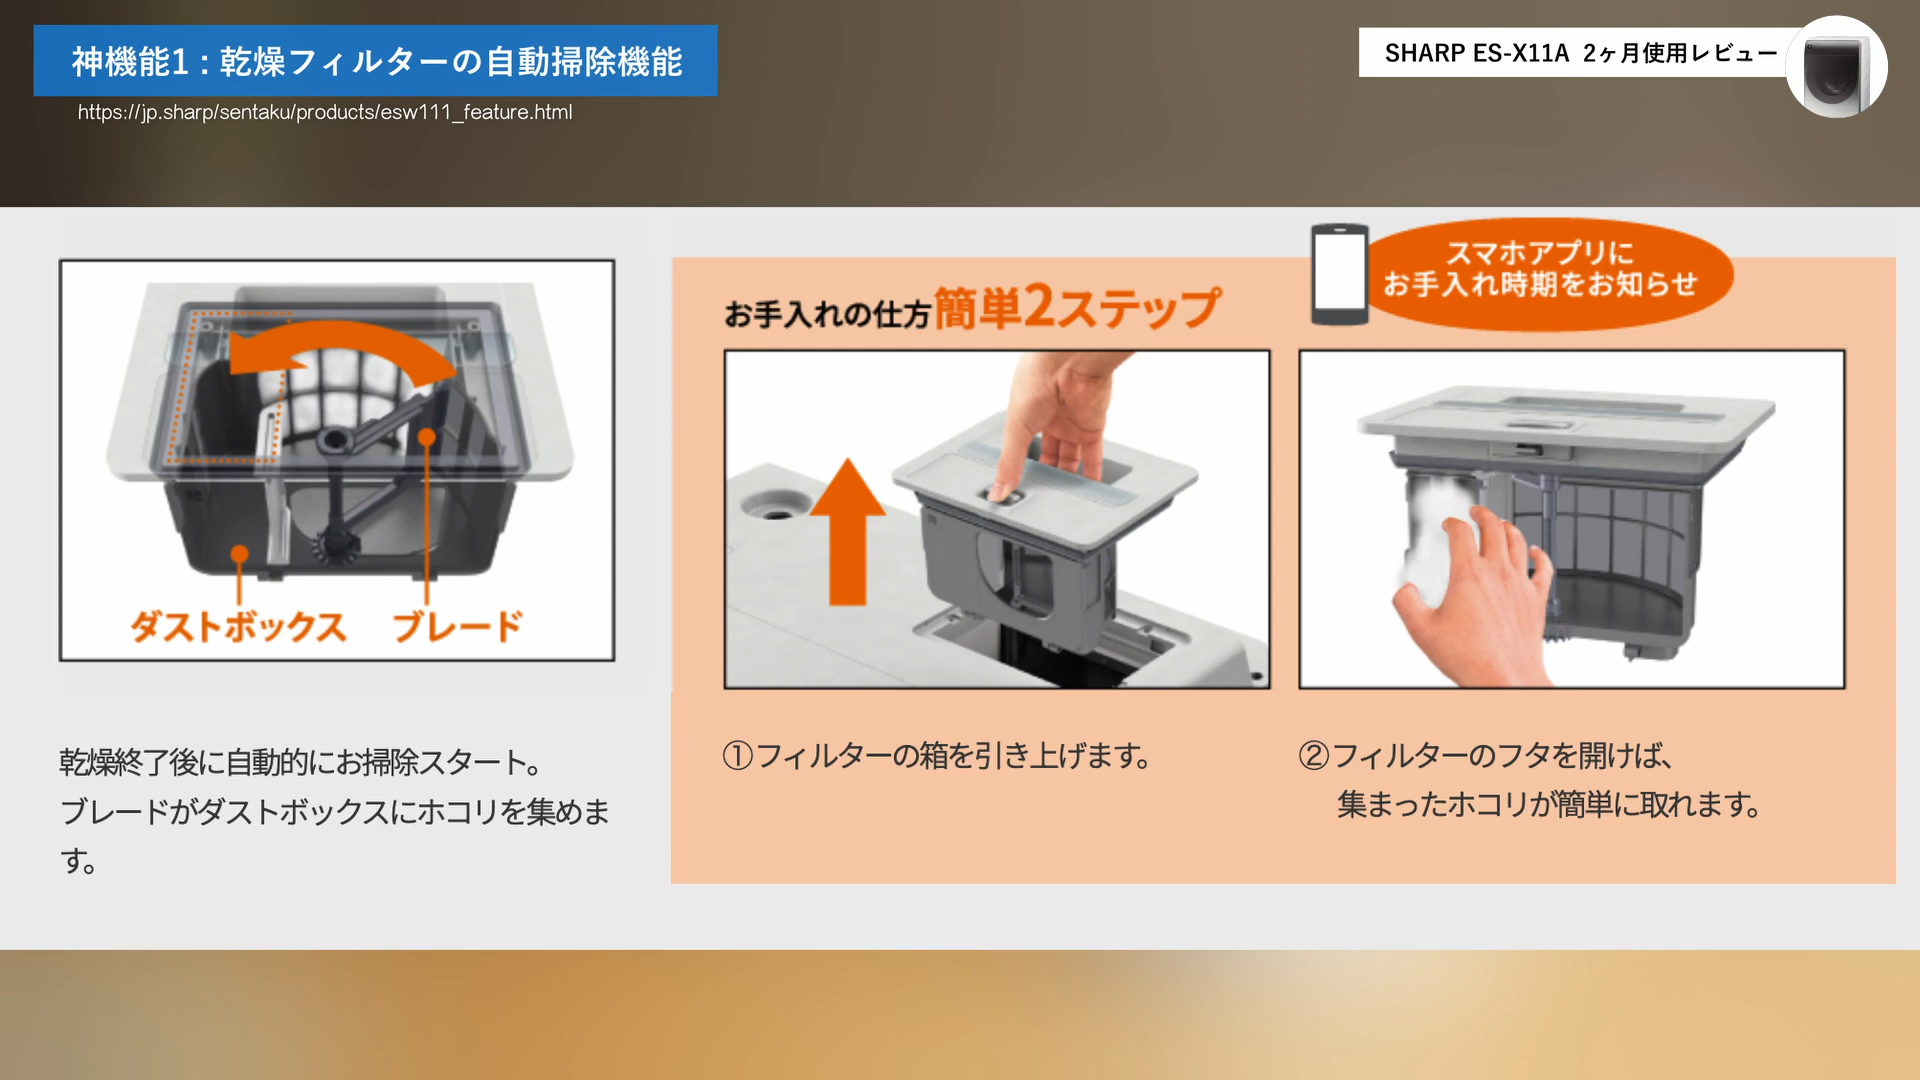 神機能1：乾燥フィルターの自動掃除機能
https://jp.sharp/sentaku/products/esw111_feature.html
SHARP ES-X11A 2ヶ月使用レビュー
ダストボックス ブレード
乾燥終了後に自動的にお掃除スタート。
ブレードがダストボックスにホコリを集めま
す。
お手入れの仕方簡単2ステップ
スマホアプリに
お手入れ時期をお知らせ
①フィルターの箱を引き上げます。
②フィルターのフタを開けば、
集まったホコリが簡単に取れます。